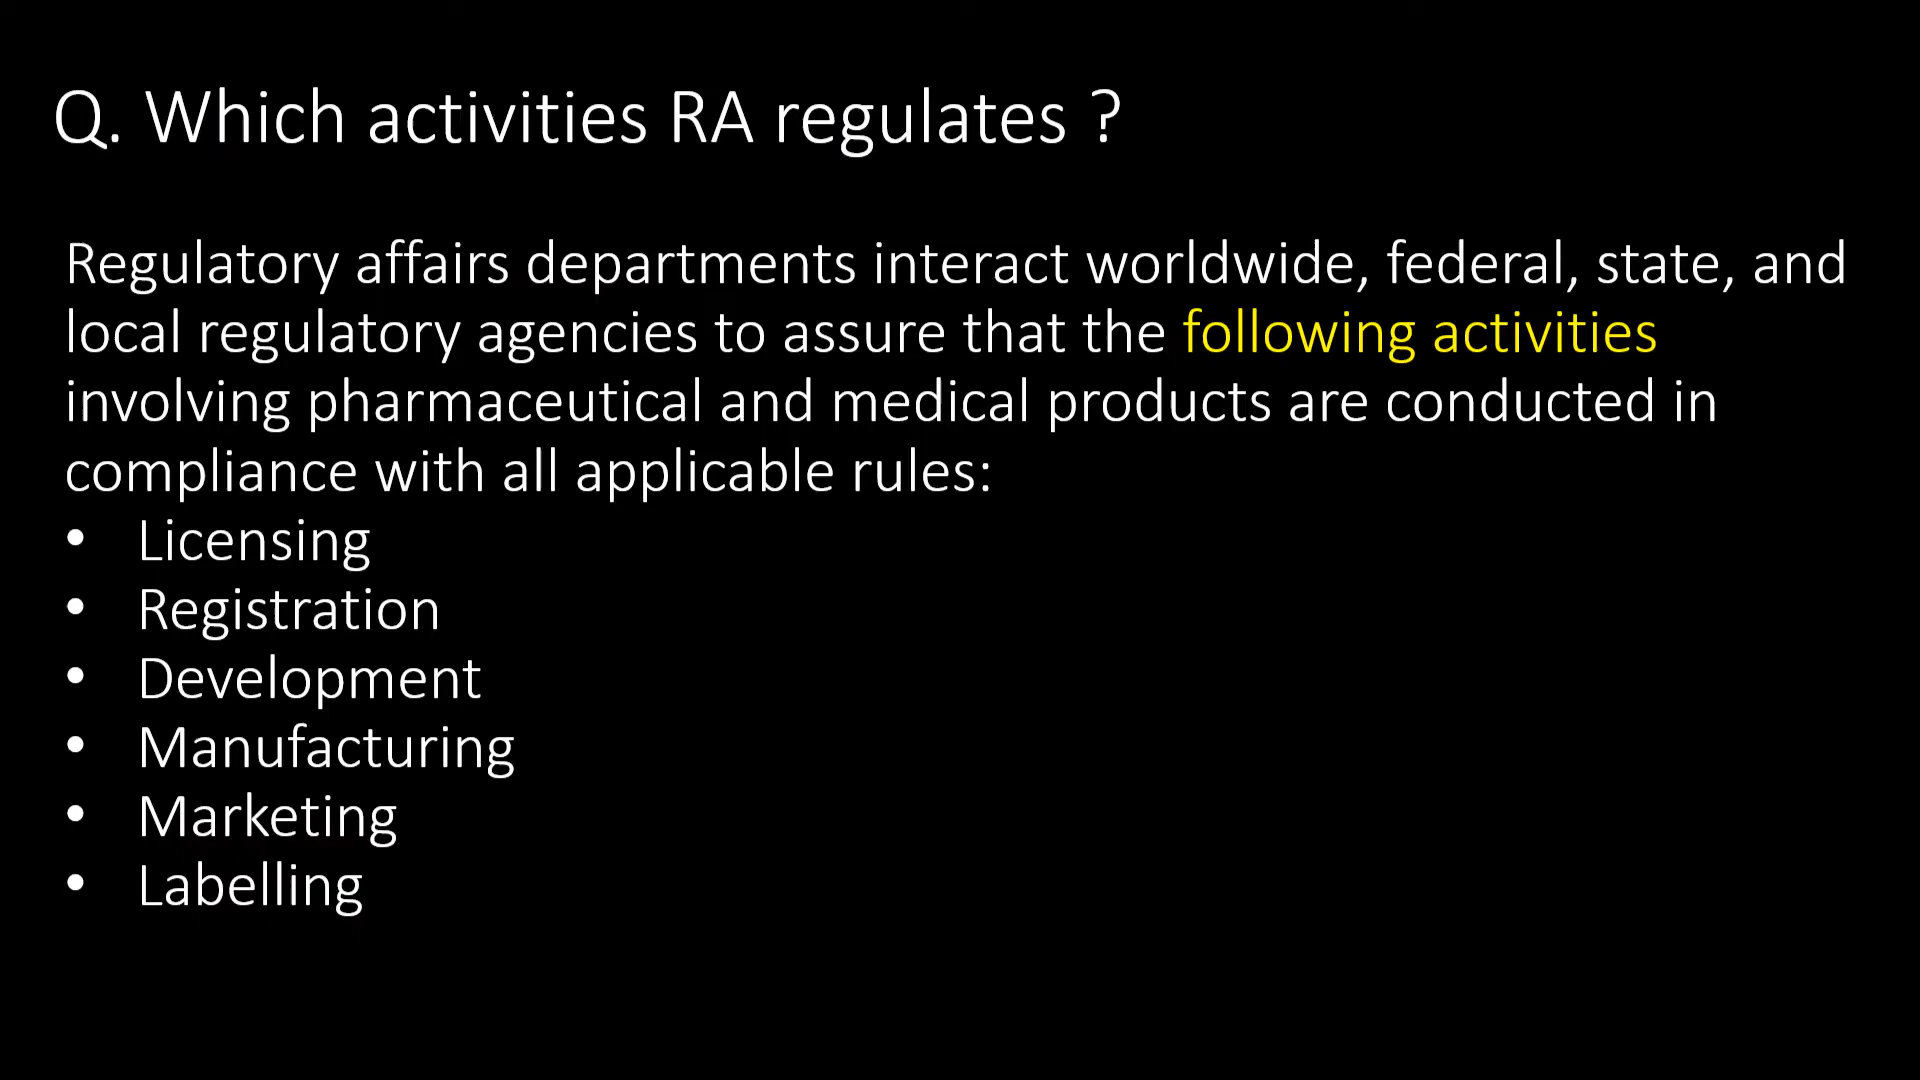 Q. Which activities RA regulates ?
Regulatory affairs departments interact worldwide, federal, state, and
local regulatory agencies to assure that the following activities
involving pharmaceutical and medical products are conducted in
compliance with all applicable rules:
• Licensing
• Registration
• Development
• Manufacturing
• Marketing
• Labelling